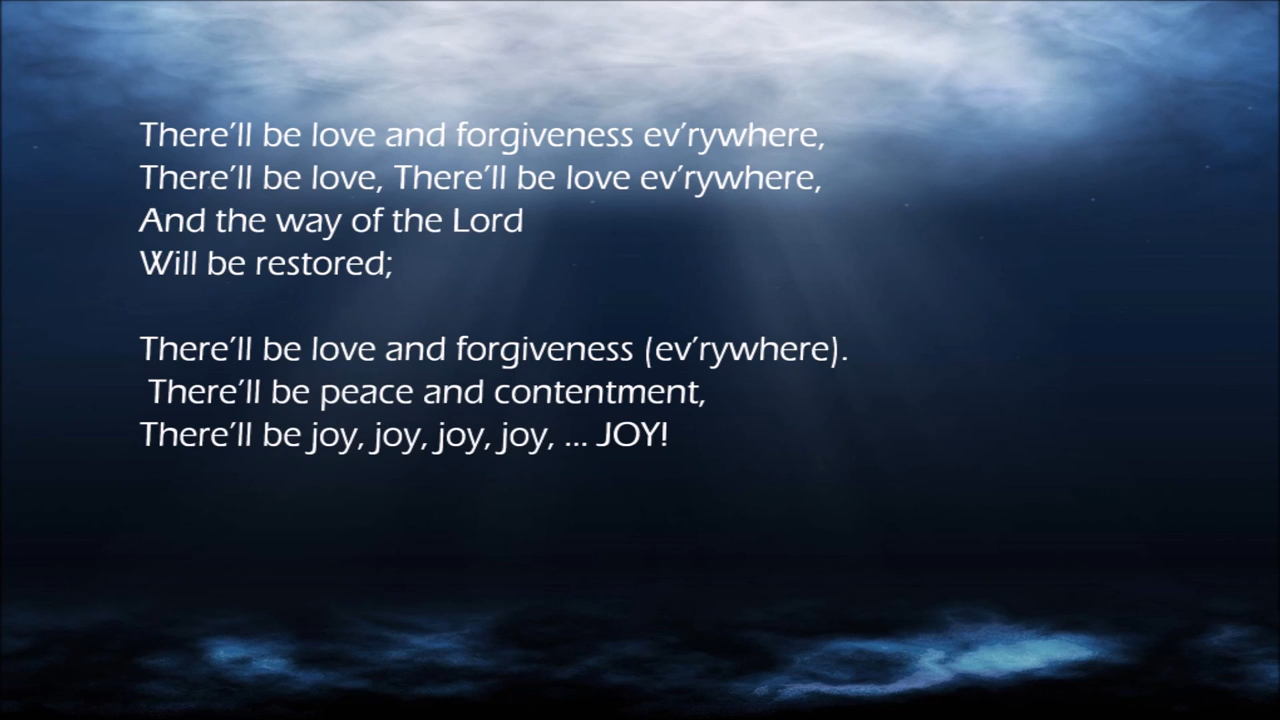 There’ll be love and forgiveness ev’rywhere,
There’ll be love, There’ll be love ev’rywhere,
And the way of the Lord
Will be restored;
There’ll be love and forgiveness (ev’rywhere).
There’ll be peace and contentment,
There’ll be joy, joy, joy, joy, ... JOY!